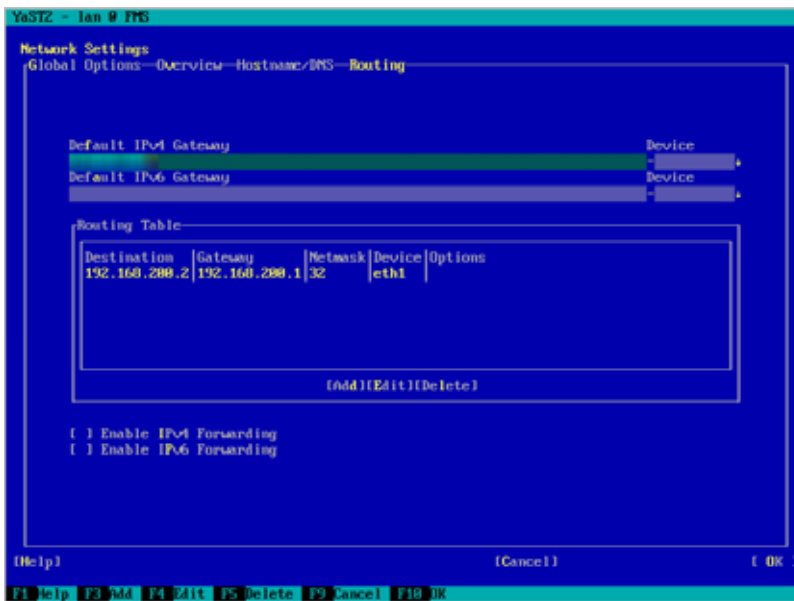 YaST2 - lan @ FMS
Network Settings
Global Options—Overview—Hostname/DNS—Routing
Default IPv4 Gateway Device
Default IPv6 Gateway Device
Routing Table
Destination |Gateway |Netmask|Device|Options
192.168.200.2|192.168.200.1|32 |eth1 |
[Add][Edit][Delete]
[ ] Enable IPv4 Forwarding
[ ] Enable IPv6 Forwarding
[Help] [Cancel] [ OK
F1 Help F3 Add F4 Edit F5 Delete F9 Cancel F10 OK